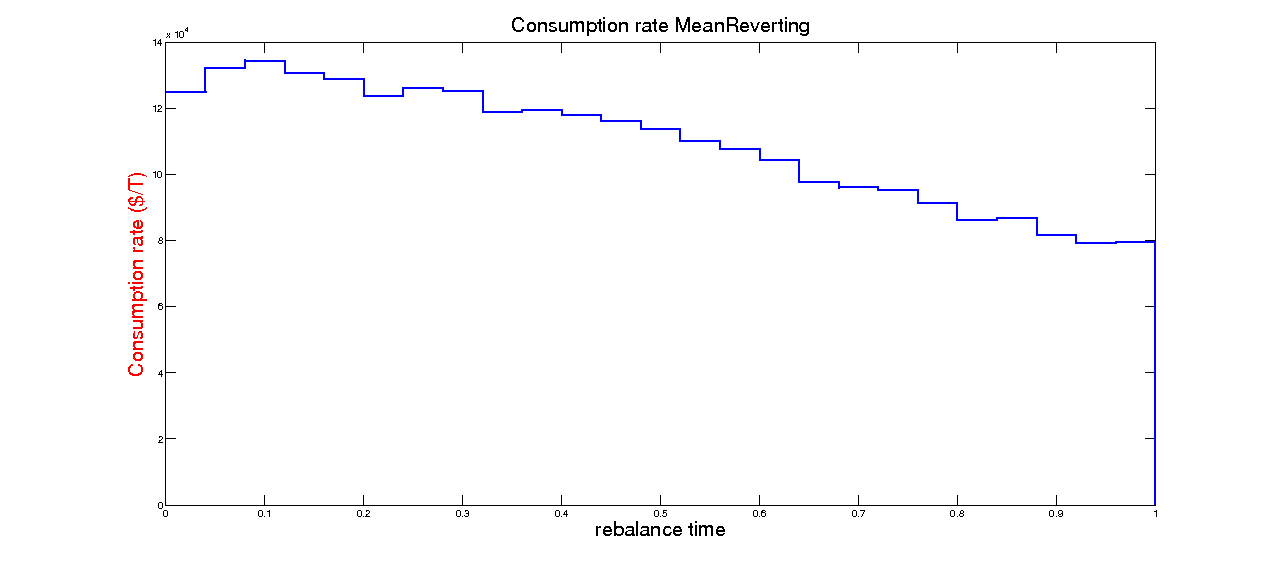 Consumption rate MeanReverting
x 10^4
14
12
10
8
6
4
2
0
Consumption rate ($/T)
0 0.1 0.2 0.3 0.4 0.5 0.6 0.7 0.8 0.9 1
rebalance time